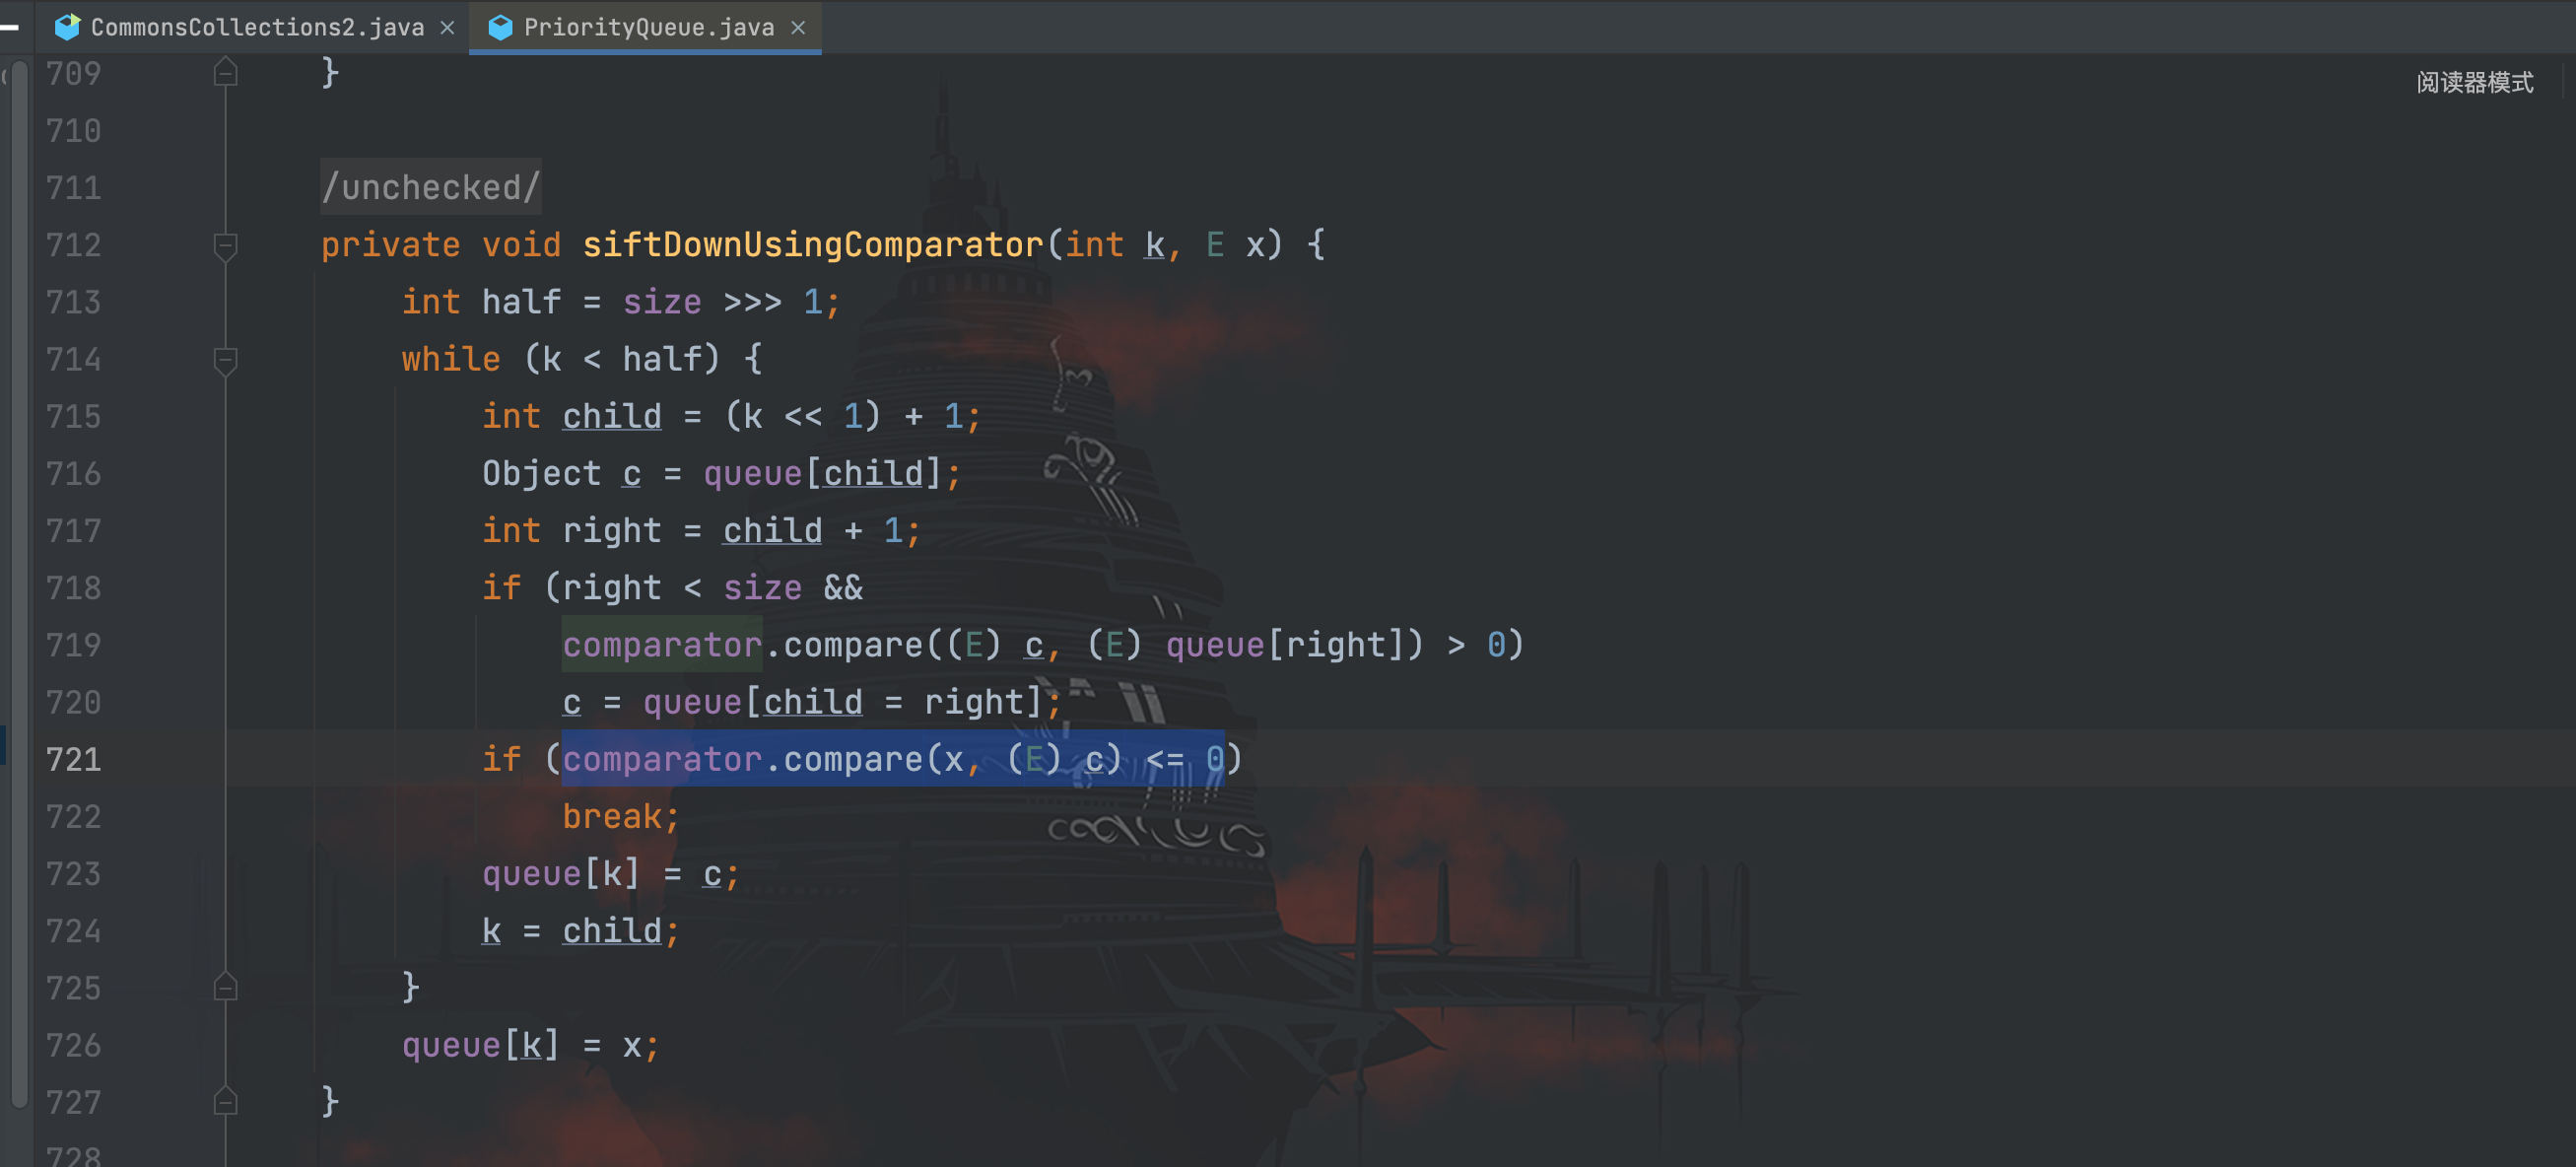 CommonsCollections2.java
PriorityQueue.java
阅读器模式
709 }
710
711 /unchecked/
712 private void siftDownUsingComparator(int k, E x) {
713 int half = size >>> 1;
714 while (k < half) {
715 int child = (k << 1) + 1;
716 Object c = queue[child];
717 int right = child + 1;
718 if (right < size &&
719 comparator.compare((E) c, (E) queue[right]) > 0)
720 c = queue[child = right];
721 if (comparator.compare(x, (E) c) <= 0)
722 break;
723 queue[k] = c;
724 k = child;
725 }
726 queue[k] = x;
727 }
728